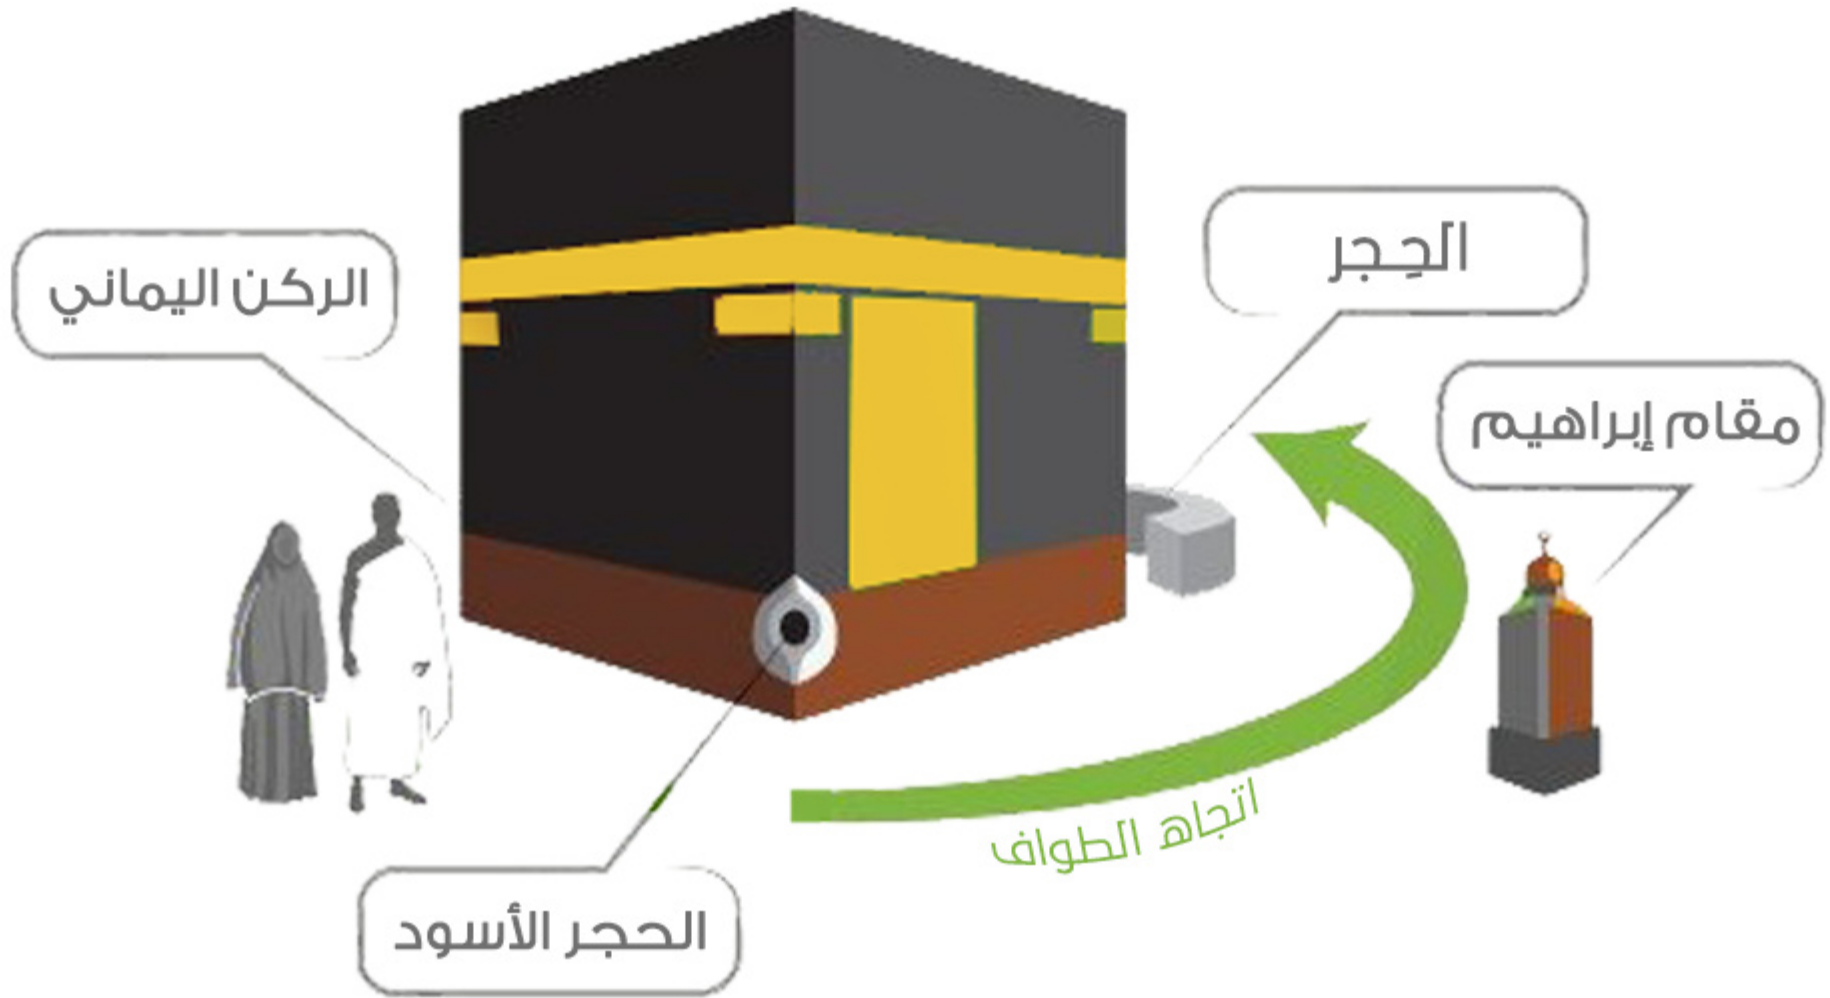 الحِجر
الركن اليماني
مقام إبراهيم
اتجاه الطواف
الحجر الأسود